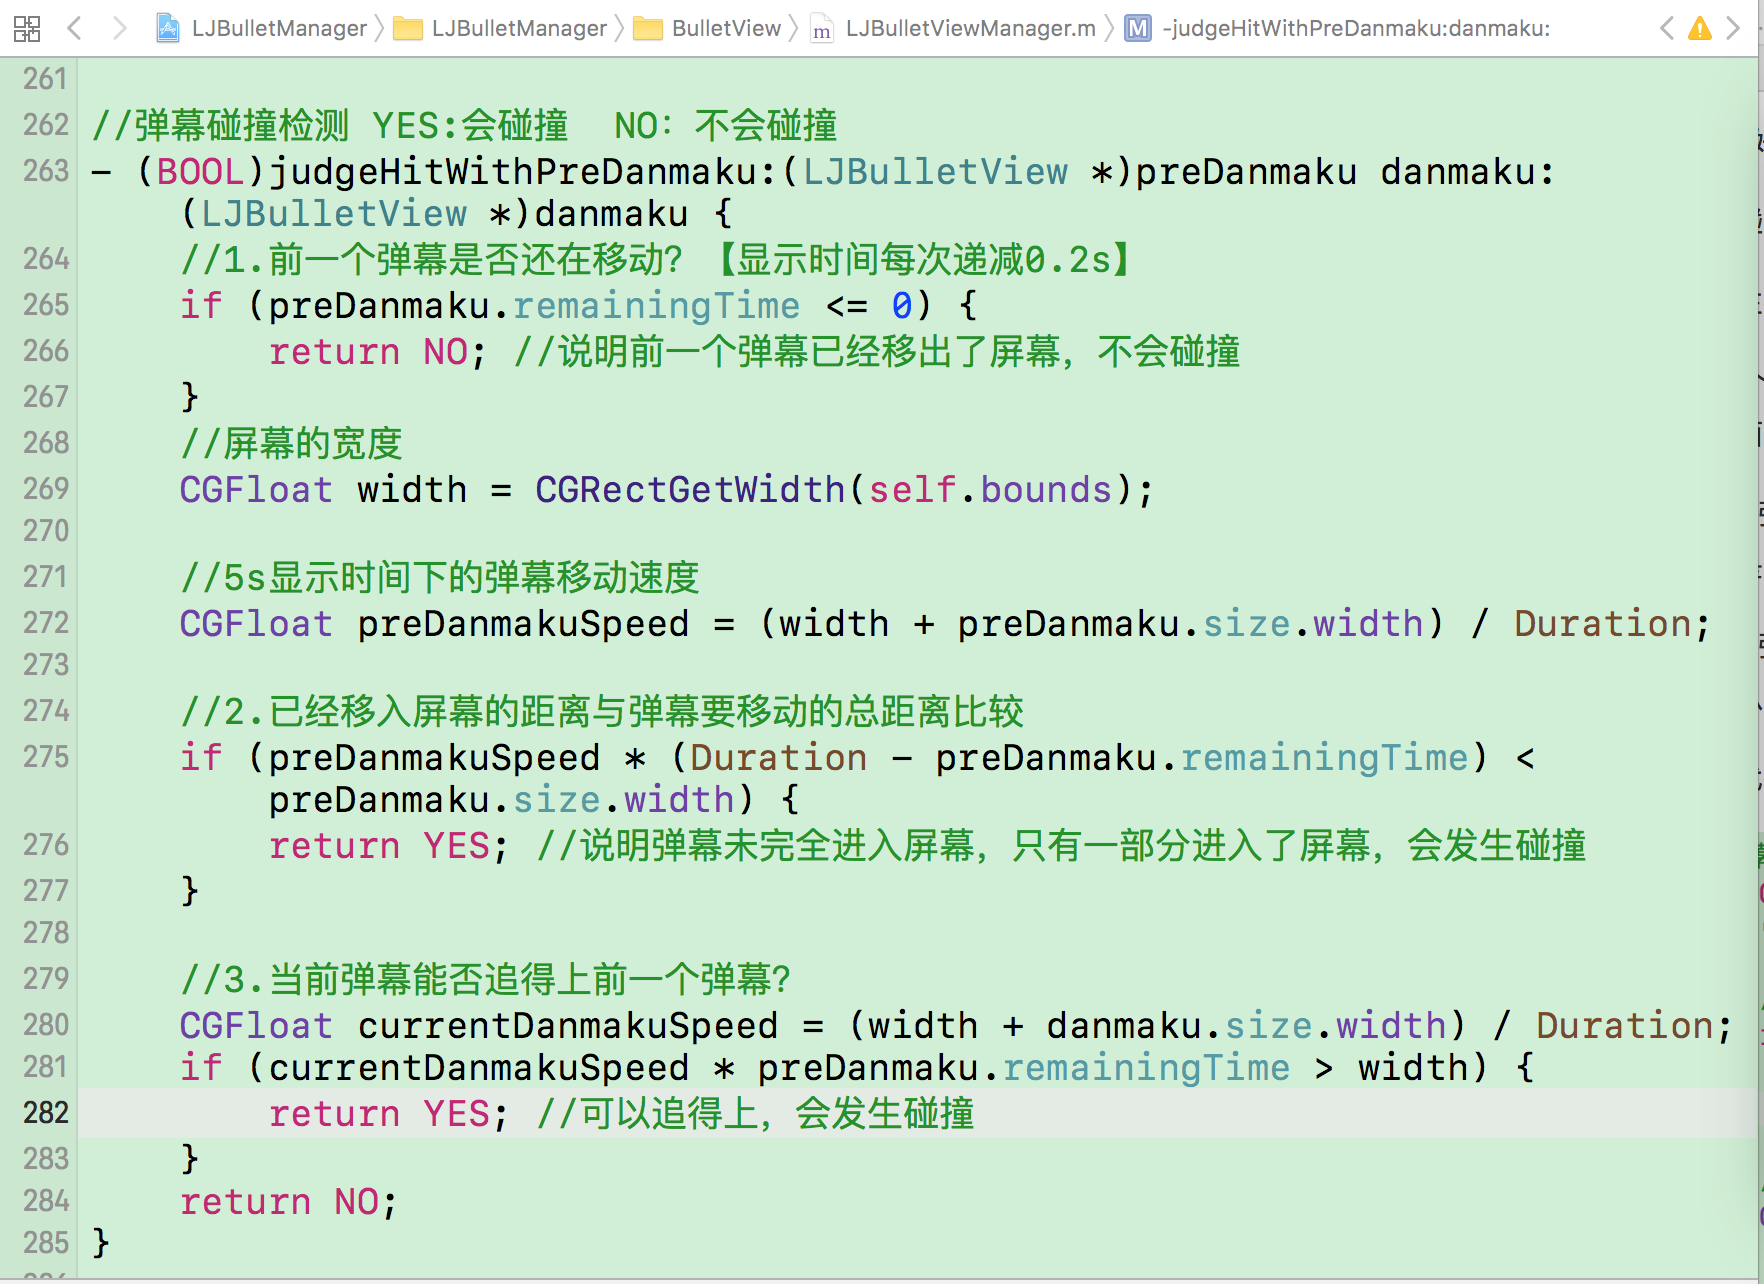 LJBulletManager LJBulletManager BulletView m LJBulletViewManager.m M -judgeHitWithPreDanmaku:danmaku:
261
262 //弹幕碰撞检测 YES:会碰撞  NO: 不会碰撞
263 - (BOOL)judgeHitWithPreDanmaku:(LJBulletView *)preDanmaku danmaku:
(LJBulletView *)danmaku {
264 //1.前一个弹幕是否还在移动?【显示时间每次递减0.2s】
265 if (preDanmaku.remainingTime <= 0) {
266 return NO; //说明前一个弹幕已经移出了屏幕, 不会碰撞
267 }
268 //屏幕的宽度
269 CGFloat width = CGRectGetWidth(self.bounds);
270
271 //5s显示时间下的弹幕移动速度
272 CGFloat preDanmakuSpeed = (width + preDanmaku.size.width) / Duration;
273
274 //2.已经移入屏幕的距离与弹幕要移动的总距离比较
275 if (preDanmakuSpeed * (Duration - preDanmaku.remainingTime) <
preDanmaku.size.width) {
276 return YES; //说明弹幕未完全进入屏幕, 只有一部分进入了屏幕, 会发生碰撞
277 }
278
279 //3.当前弹幕能否追得上前一个弹幕?
280 CGFloat currentDanmakuSpeed = (width + danmaku.size.width) / Duration;
281 if (currentDanmakuSpeed * preDanmaku.remainingTime > width) {
282 return YES; //可以追得上, 会发生碰撞
283 }
284 return NO;
285 }